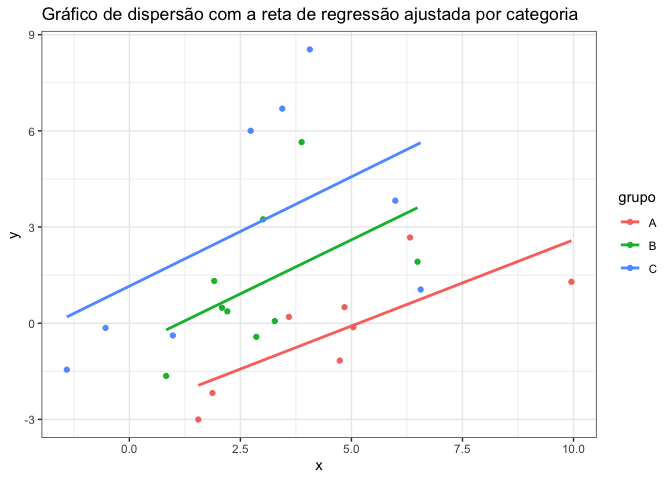 Gráfico de dispersão com a reta de regressão ajustada por categoria
9
6
3
0
-3
y
0.0 2.5 5.0 7.5 10.0
x
grupo
A
B
C